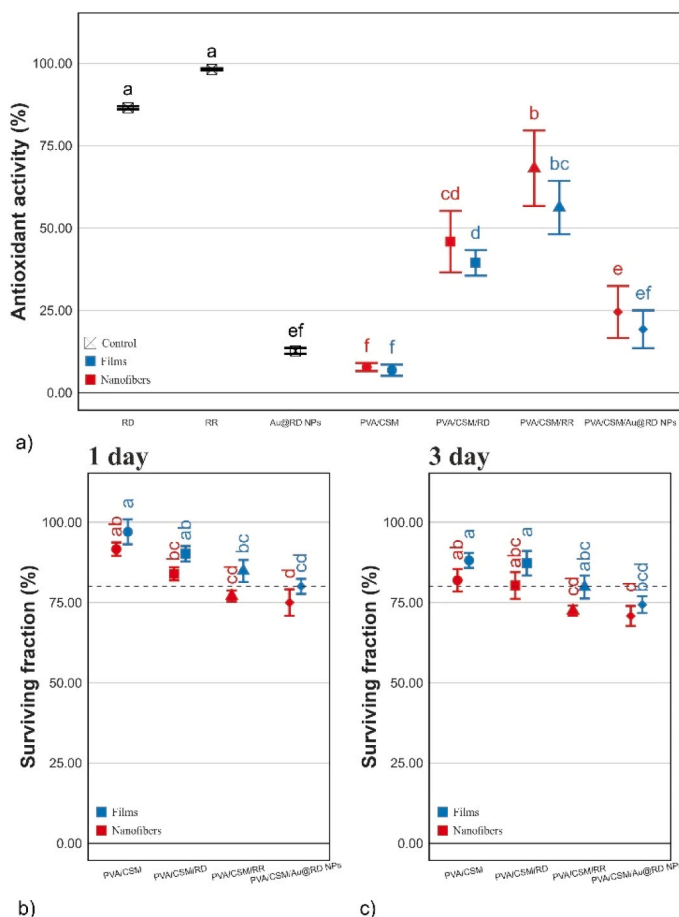 Antioxidant activity (%)
100.00
75.00
50.00
25.00
0.00
a
a
ef
f
f
cd
d
b
bc
e
ef
Control
Films
Nanofibers
RD
RR
Au@RD NPs
PVA/CSM
PVA/CSM/RD
PVA/CSM/RR
PVA/CSM/Au@RD NPs
a)
1 day
Surviving fraction (%)
100.00
75.00
50.00
25.00
0.00
ab
a
bc
ab
cd
bc
d
cd
Films
Nanofibers
PVA/CSM
PVA/CSM/RD
PVA/CSM/RR
PVA/CSM/Au@RD NPs
b)
3 day
Surviving fraction (%)
100.00
75.00
50.00
25.00
0.00
ab
a
abc
a
cd
abc
d
bcd
Films
Nanofibers
PVA/CSM
PVA/CSM/RD
PVA/CSM/RR
PVA/CSM/Au@RD NPs
c)